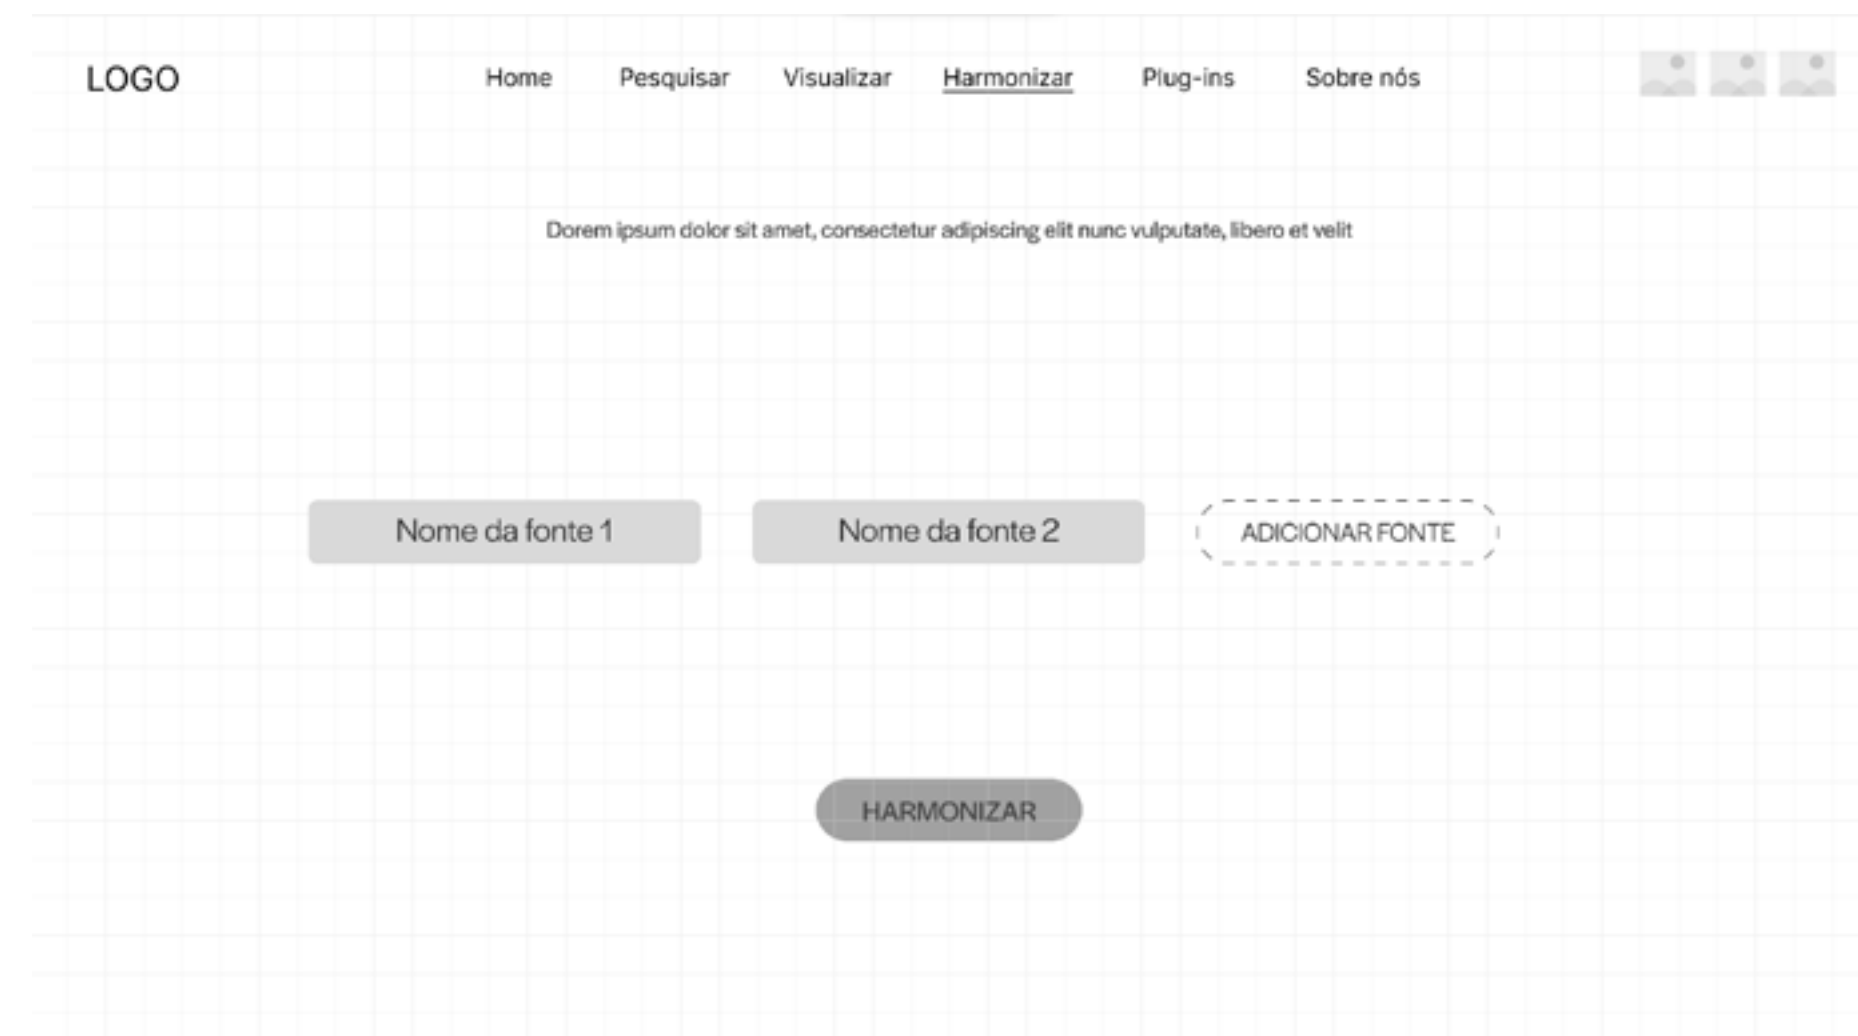 LOGO Home Pesquisar Visualizar Harmonizar Plug-ins Sobre nós
Dorem ipsum dolor sit amet, consectetur adipiscing elit nunc vulputate, libero et velit
Nome da fonte 1 Nome da fonte 2 ADICIONAR FONTE
HARMONIZAR